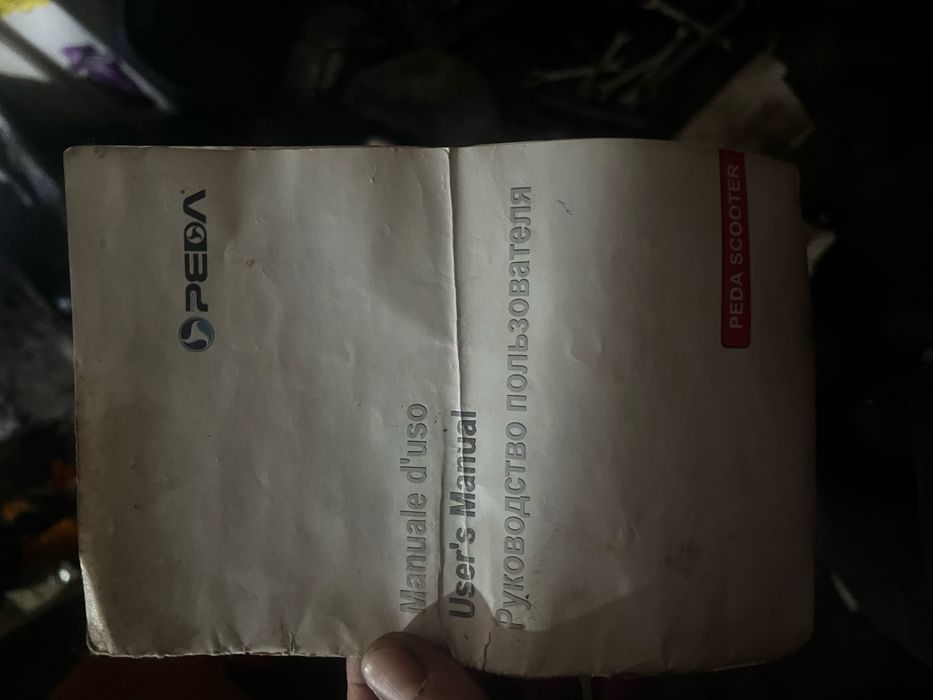 PEDA
Manuale d'uso
User's Manual
Руководство пользователя
PEDA SCOOTER